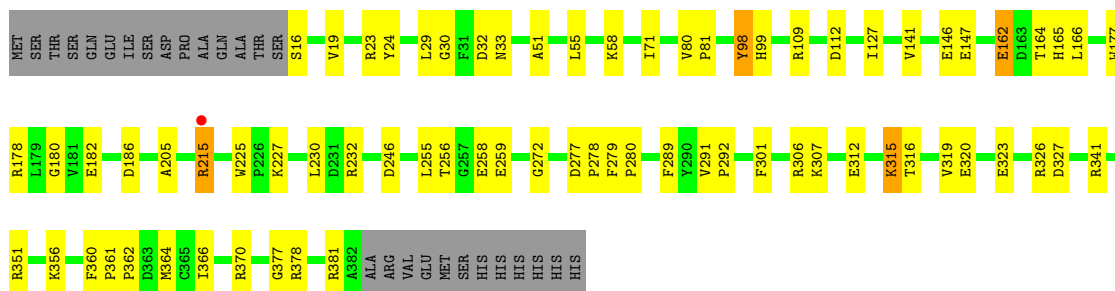 MET SER THR SER GLN GLU ILE SER ASP PRO ALA GLN ALA THR SER S16 V19 R23 Y24 L29 G30 F31 D32 N33 A51 L55 K58 I71 V80 P81 Y98 H99 R109 D112 I127 V141 E146 E147 E162 D163 T164 H165 L166
R178 L179 G180 V181 E182 D186 A205 R215 W225 P226 K227 L230 D231 R232 D246 L255 T256 G257 E258 E259 G272 D277 P278 F279 P280 F289 Y290 V291 P292 F301 R306 K307 E312 K315 T316 V319 E320 E323 R326 D327 R341
R351 K356 F360 P361 P362 D363 M364 C365 I366 R370 G377 R378 R381 A382 ALA ARG VAL GLU MET SER HIS HIS HIS HIS HIS HIS